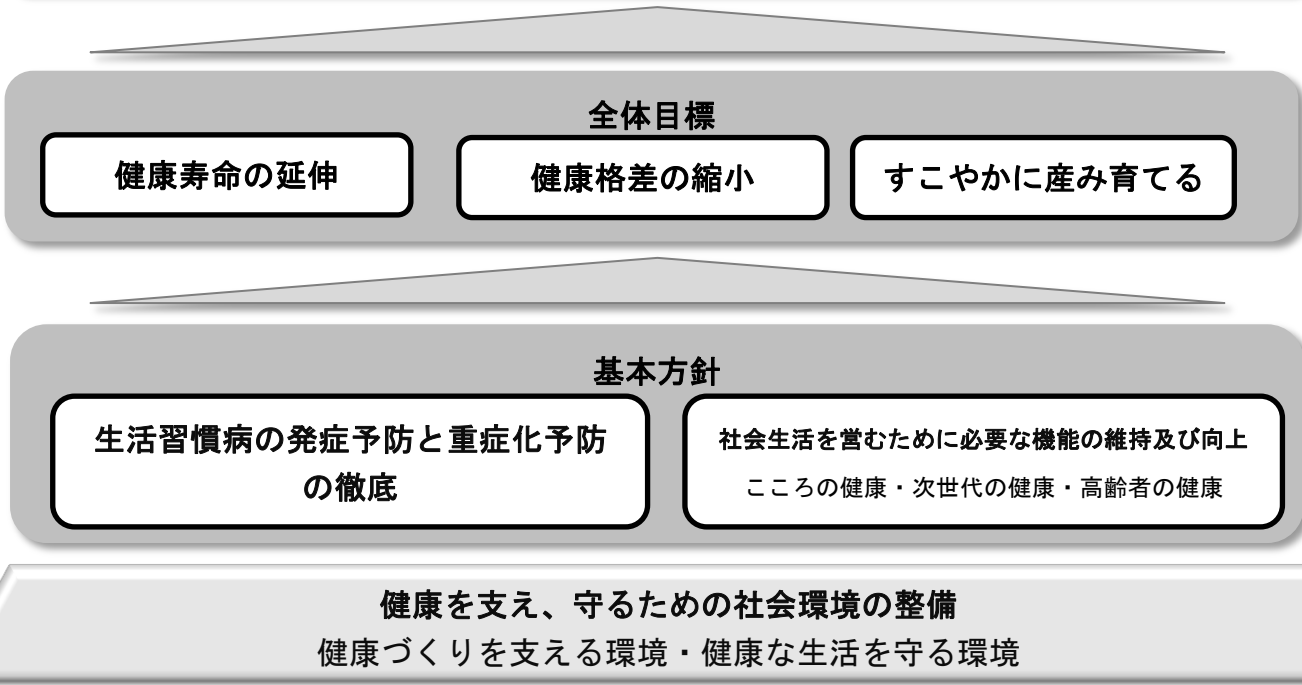 全体目標
健康寿命の延伸
健康格差の縮小
すこやかに産み育てる
基本方針
生活習慣病の発症予防と重症化予防
の徹底
社会生活を営むために必要な機能の維持及び向上
こころの健康・次世代の健康・高齢者の健康
健康を支え、守るための社会環境の整備
健康づくりを支える環境・健康な生活を守る環境